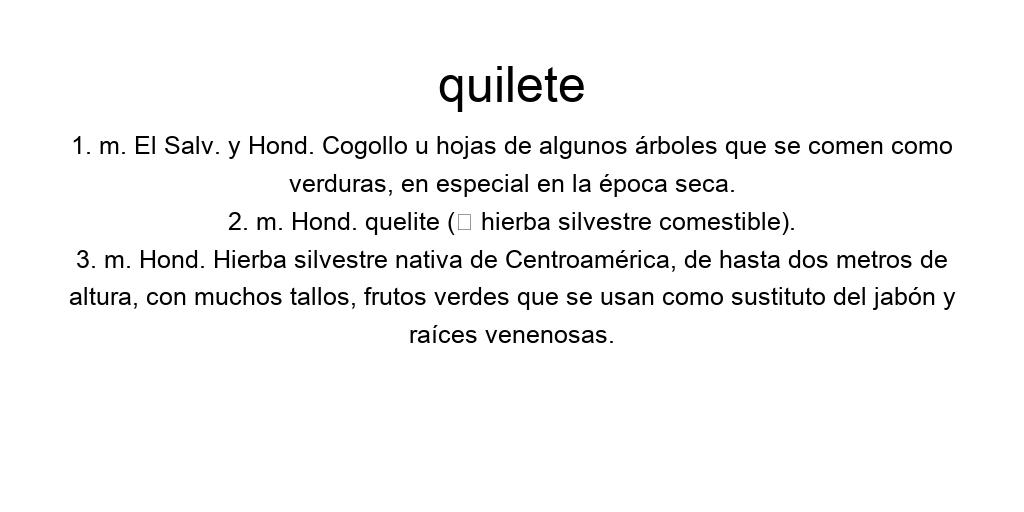 quilete
1. m. El Salv. y Hond. Cogollo u hojas de algunos árboles que se comen como
verduras, en especial en la época seca.
2. m. Hond. quelite (□ hierba silvestre comestible).
3. m. Hond. Hierba silvestre nativa de Centroamérica, de hasta dos metros de
altura, con muchos tallos, frutos verdes que se usan como sustituto del jabón y
raíces venenosas.